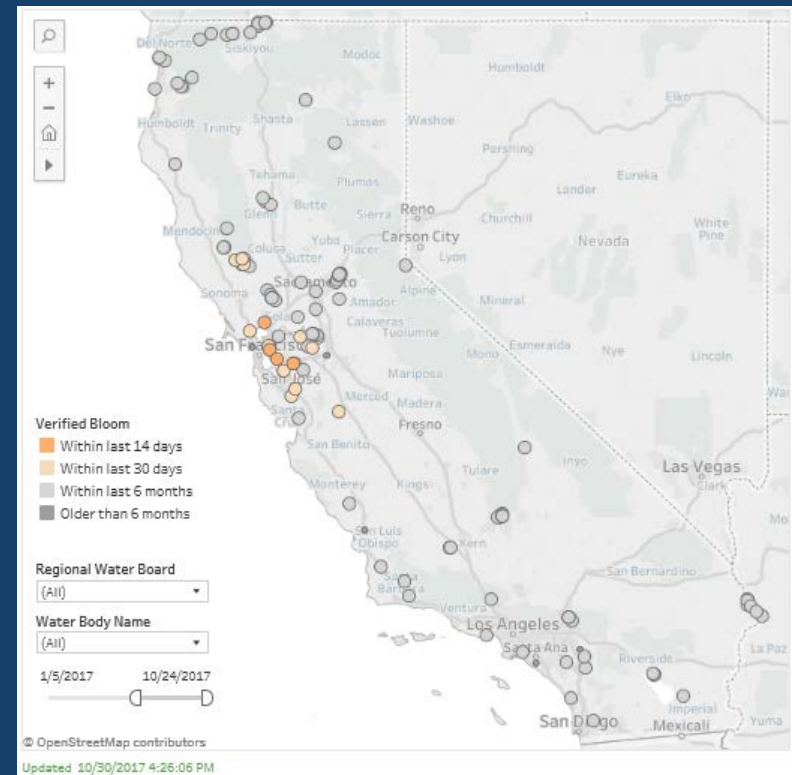 Del Norte
Siskiyou
Modoc
Humboldt
Elko
Humboldt
Trinity
Shasta
Lassen
Washoe
Pershing
Tehama
Plumas
Lander
Eureka
Glenn
Butte
Sierra
Reno
Churchill
White
Pine
Mendocin
Colusa
Yuba
Placer
Carson City
Sutter
Lyon
Nevada
Sonoma
Sacramento
Alpine
Amador
Mineral
Calaveras
Tuolumne
San Francisco
Mono
Esmeralda
Nye
Lincoln
San José
Mariposa
Santa
Cruz
Merced
Madera
Fresno
San Benito
Inyo
Las Vegas
Clark
Monterey
Kings
Tulare
San Luis
Obispo
Kern
Santa
Barbara
San Bernardino
Ventura
Los Angeles
Santa Ana
Riverside
La Paz
Imperial
San Diego
Mexicali
Yuma
Verified Bloom
Within last 14 days
Within last 30 days
Within last 6 months
Older than 6 months
Regional Water Board
(All)
Water Body Name
(All)
1/5/2017 10/24/2017
© OpenStreetMap contributors
Updated 10/30/2017 4:26:06 PM